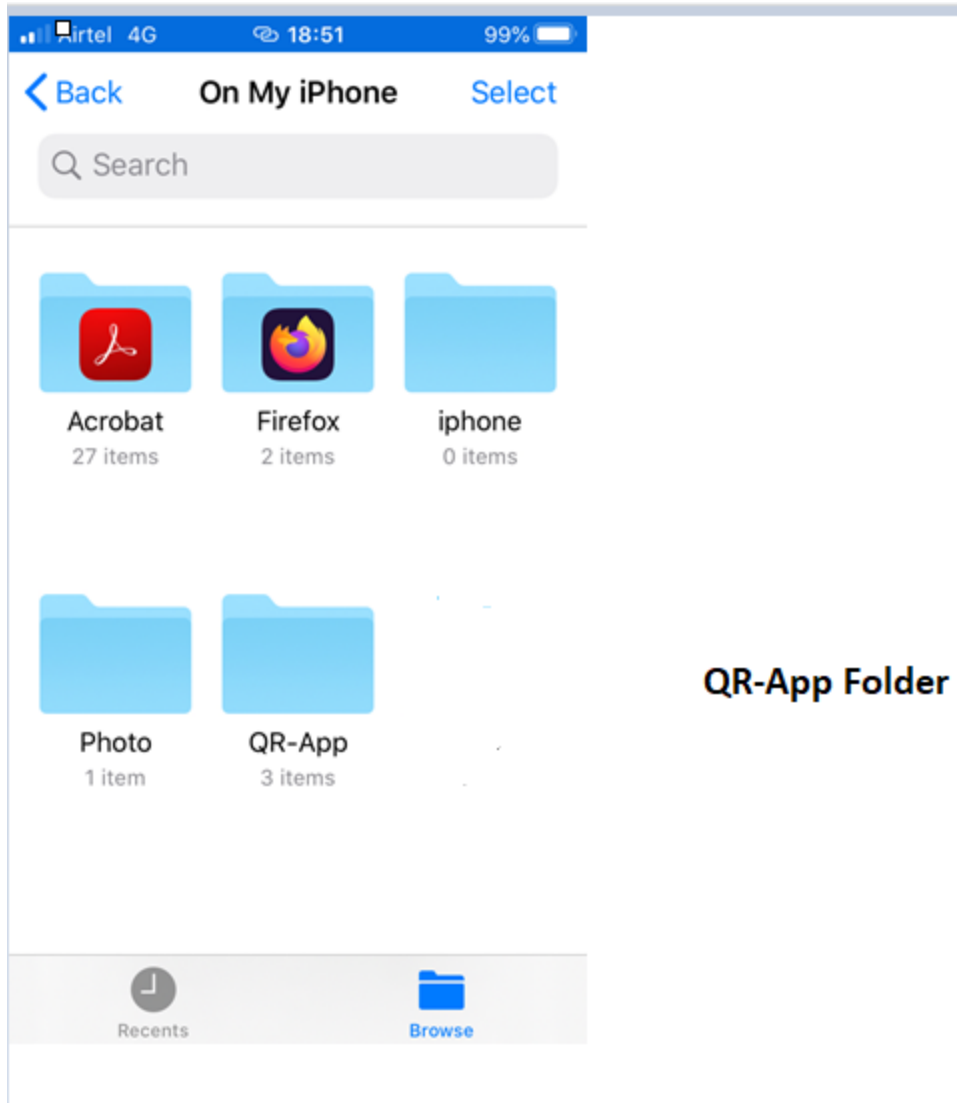 Airtel 4G 18:51 99%
Back On My iPhone Select
Search
Acrobat Firefox iphone
27 items 2 items 0 items
QR-App Folder
Photo QR-App
1 item 3 items
Recents Browse